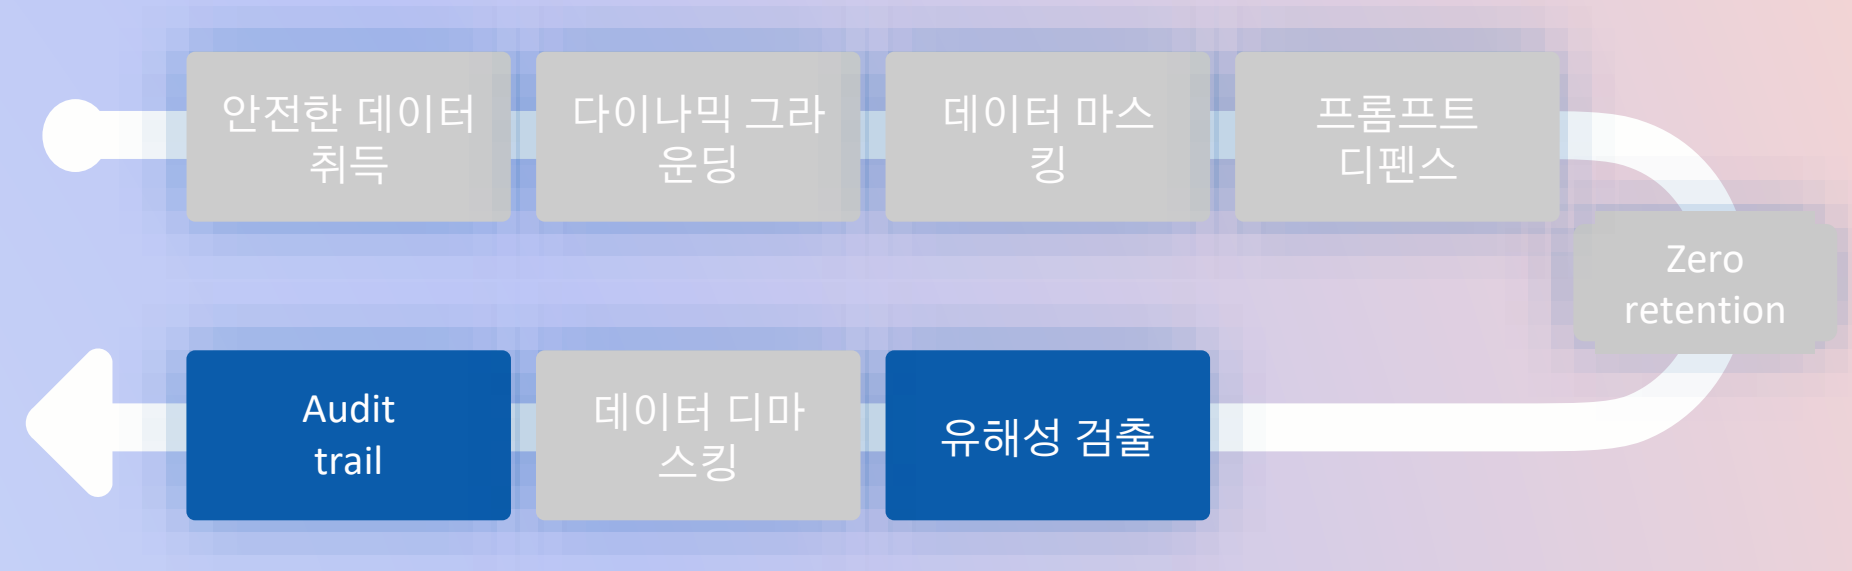 안전한 데이터
취득
다이나믹 그라
운딩
데이터 마스
킹
프롬프트
디펜스
Zero
retention
Audit
trail
데이터 디마
스킹
유해성 검출